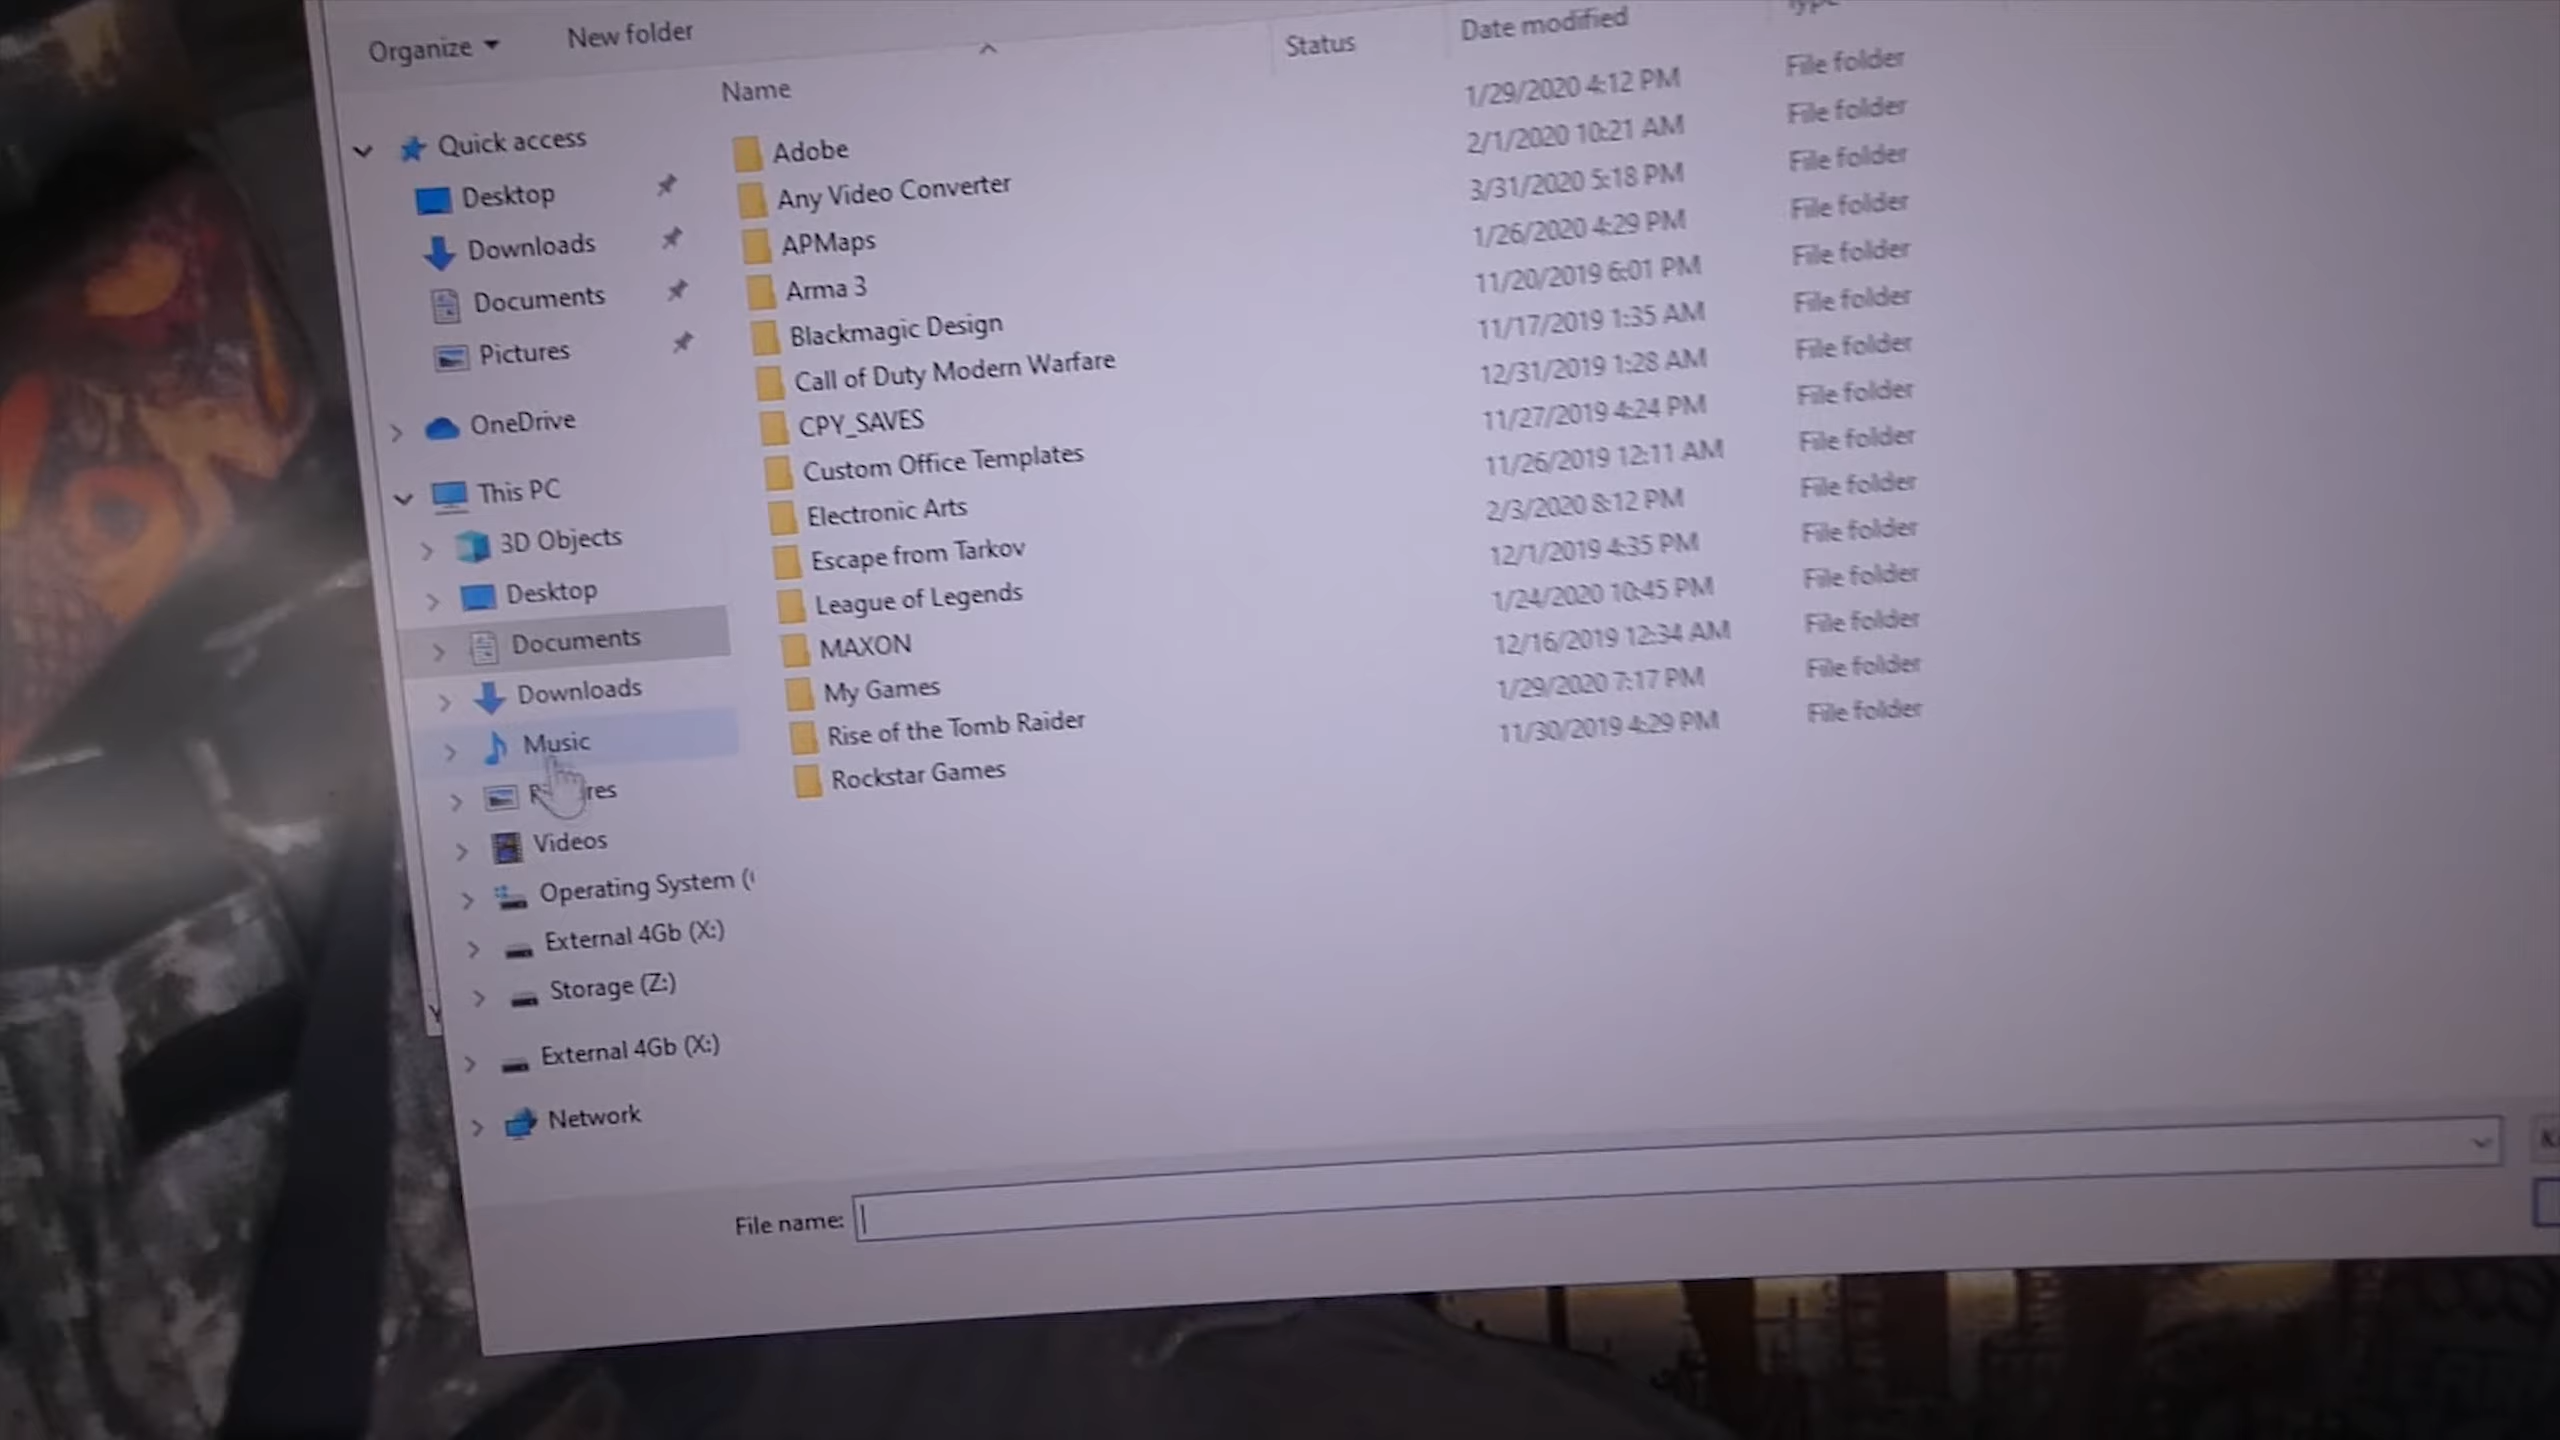 Organize New folder
Name Status Date modified
Quick access
Desktop
Downloads
Documents
Pictures
OneDrive
This PC
3D Objects
Desktop
Documents
Downloads
Music
Videos
Operating System (
External 4Gb (X:)
Storage (Z:)
External 4Gb (X:)
Network
Adobe 1/29/2020 4:12 PM File folder
Any Video Converter 2/1/2020 10:21 AM File folder
APMaps 3/31/2020 5:18 PM File folder
Arma 3 1/26/2020 4:29 PM File folder
Blackmagic Design 11/20/2019 6:01 PM File folder
Call of Duty Modern Warfare 11/17/2019 1:35 AM File folder
CPY_SAVES 12/31/2019 1:28 AM File folder
Custom Office Templates 11/27/2019 4:24 PM File folder
Electronic Arts 11/26/2019 12:11 AM File folder
Escape from Tarkov 2/3/2020 8:12 PM File folder
League of Legends 12/1/2019 4:35 PM File folder
MAXON 1/24/2020 10:45 PM File folder
My Games 12/16/2019 12:34 AM File folder
Rise of the Tomb Raider 1/29/2020 7:17 PM File folder
Rockstar Games 11/30/2019 4:29 PM File folder
File name: